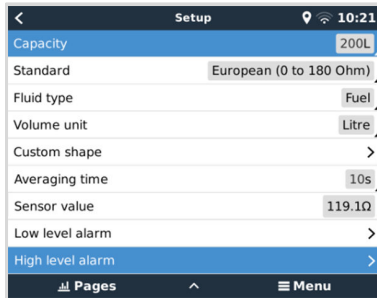 Setup 10:21
Capacity 200L
Standard European (0 to 180 Ohm)
Fluid type Fuel
Volume unit Litre
Custom shape
Averaging time 10s
Sensor value 119.1Ω
Low level alarm
High level alarm
Pages Menu